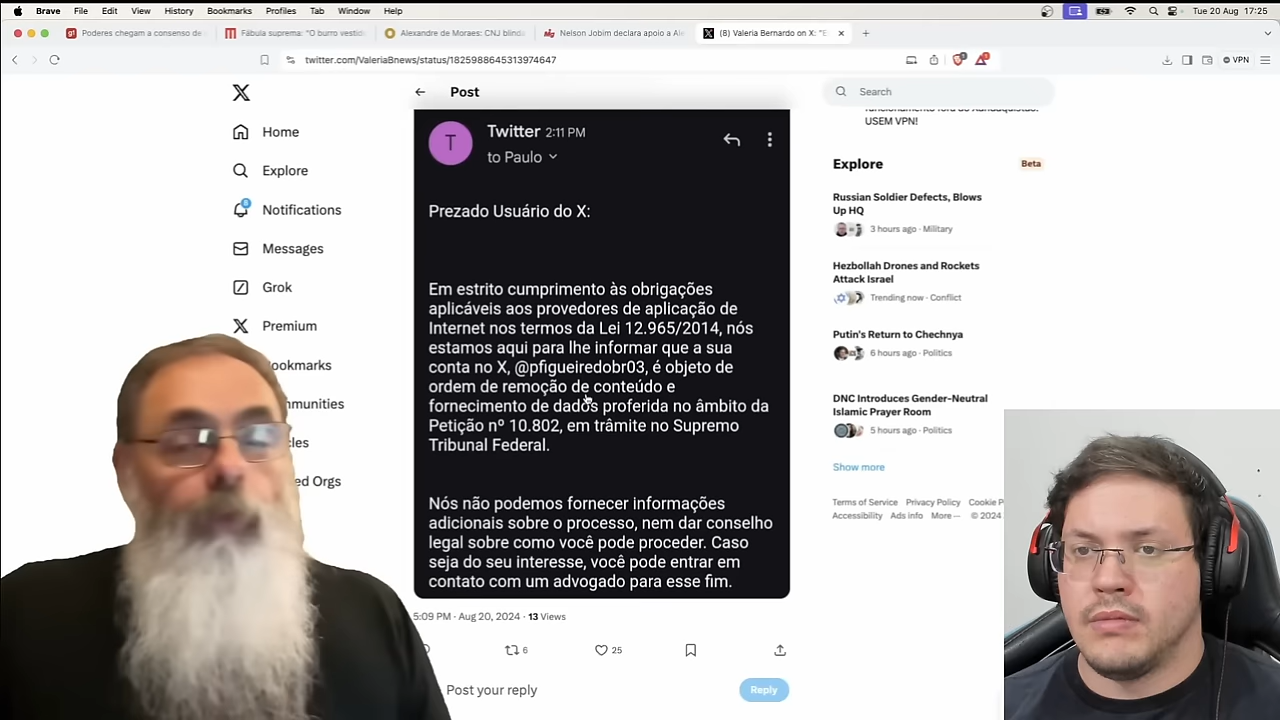 Brave File Edit View History Bookmarks Profiles Tab Window Help Tue 20 Aug 17:25
Poderes chegam a consenso de Fábula suprema: "O burro vestid Alexandre de Moraes: CNJ blind Nelson Jobim declara apoio a Ale (8) Valeria Bernardo on X: "E
twitter.com/ValeriaBnews/status/1825988645313974647 VPN
Post
Search
Home
Explore
Notifications
Messages
Grok
Premium
ookmarks
mmunities
les
ed Orgs
T
Twitter 2:11 PM
to Paulo
Prezado Usuário do X:
Em estrito cumprimento às obrigações
aplicáveis aos provedores de aplicação de
Internet nos termos da Lei 12.965/2014, nós
estamos aqui para lhe informar que a sua
conta no X, @pfigueiredobr03, é objeto de
ordem de remoção de conteúdo e
fornecimento de dados proferida no âmbito da
Petição nº 10.802, em trâmite no Supremo
Tribunal Federal.
Nós não podemos fornecer informações
adicionais sobre o processo, nem dar conselho
legal sobre como você pode proceder. Caso
seja do seu interesse, você pode entrar em
contato com um advogado para esse fim.
5:09 PM · Aug 20, 2024 · 13 Views
6 25
Post your reply
Reply
USEM VPN!
Explore Beta
Russian Soldier Defects, Blows
Up HQ
3 hours ago · Military
Hezbollah Drones and Rockets
Attack Israel
Trending now · Conflict
Putin's Return to Chechnya
6 hours ago · Politics
DNC Introduces Gender-Neutral
Islamic Prayer Room
5 hours ago · Politics
Show more
Terms of Service Privacy Policy Cookie P
Accessibility Ads info More ··· © 2024